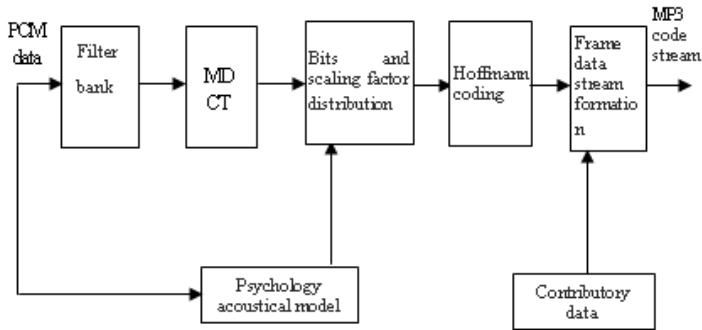 PCM
data
Filter
bank
MD
CT
Bits and
scaling factor
distribution
Hoffmann
coding
Frame
data
stream
formatio
n
MP3
code
stream
Psychology
acoustical model
Contributory
data